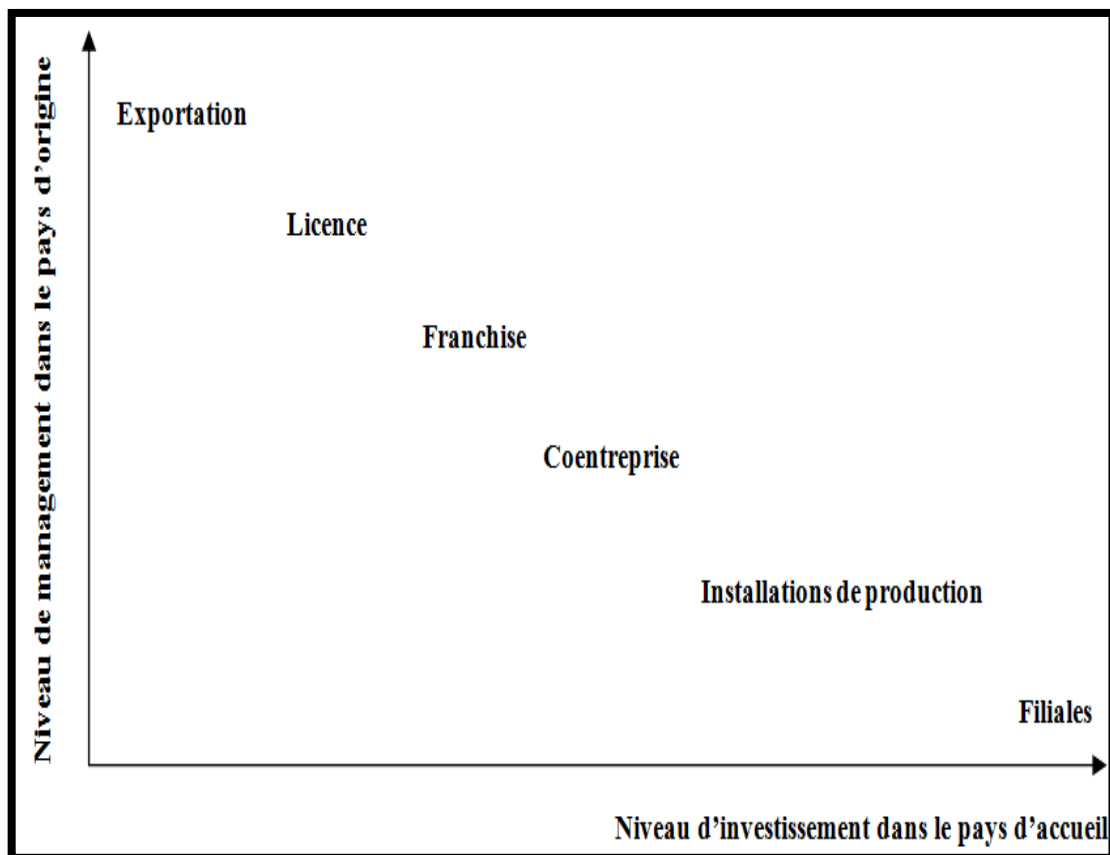 Niveau de management dans le pays d’origine
Exportation
Licence
Franchise
Coentreprise
Installations de production
Filiales
Niveau d’investissement dans le pays d’accueil